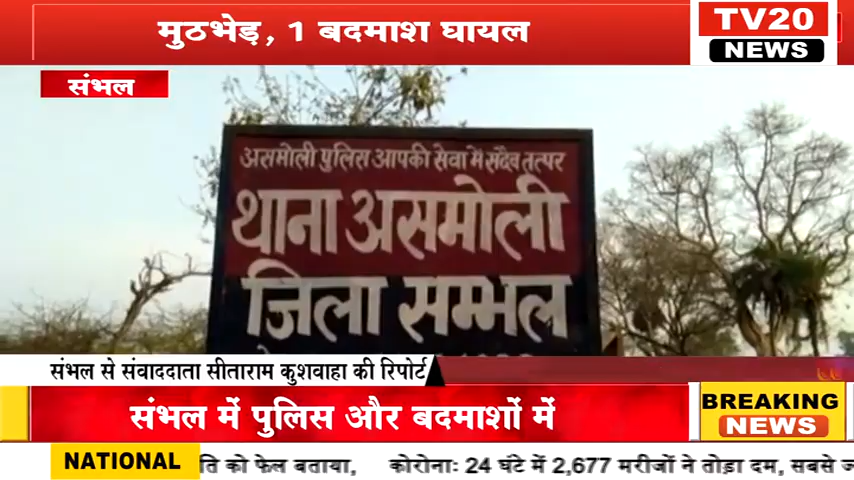 मुठभेड़, 1 बदमाश घायल
TV20
NEWS
संभल
असमोली पुलिस आपकी सेवा में सदैव तत्पर
थाना असमोली
जिला सम्भल
संभल से संवाददाता सीताराम कुशवाहा की रिपोर्ट
संभल में पुलिस और बदमाशों में
BREAKING
NEWS
NATIONAL
ति को फेल बताया, कोरोनाः 24 घंटे में 2,677 मरीजों ने तोड़ा दम, सबसे ज